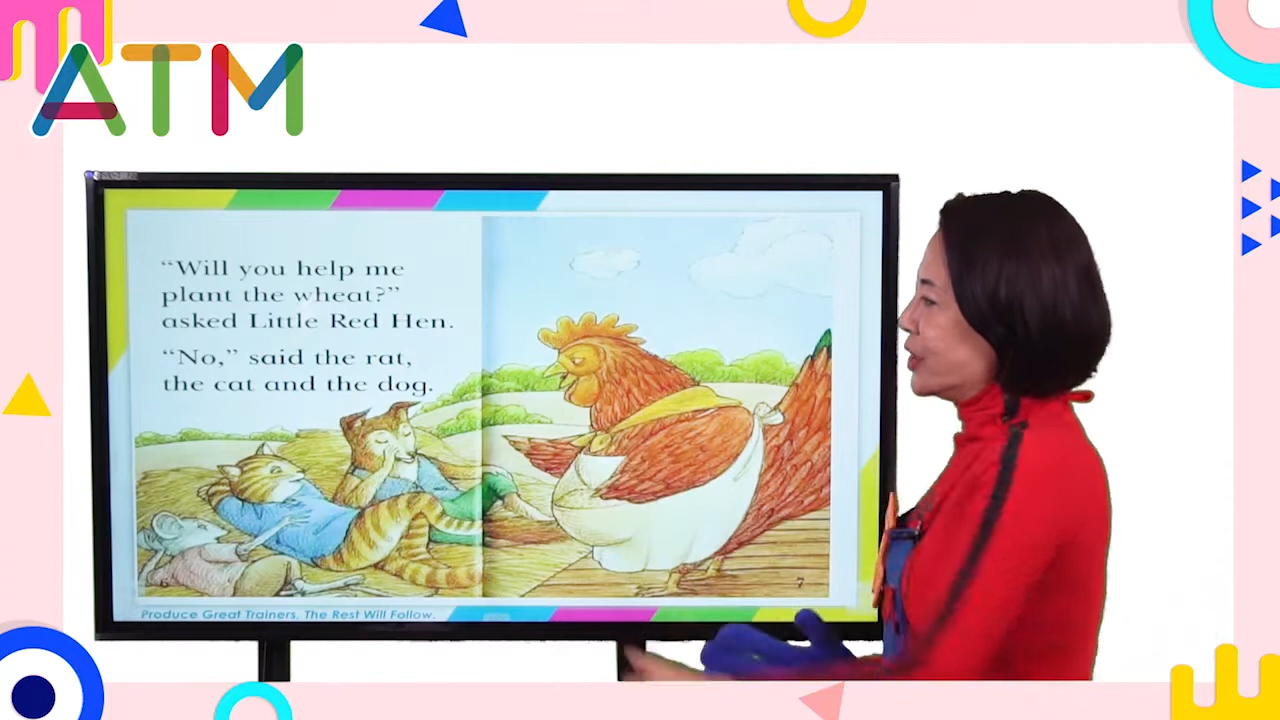 ATM
“Will you help me
plant the wheat?”
asked Little Red Hen.
“No,” said the rat,
the cat and the dog.
7
Produce Great Trainers, The Rest Will Follow.